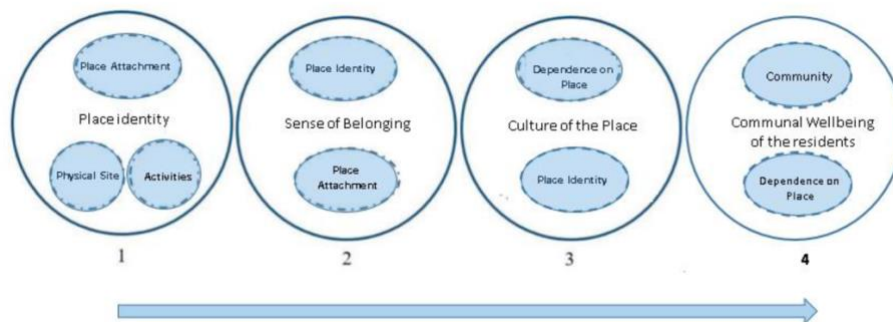 Place Attachment
Place identity
Physical Site
Activities
1
Place Identity
Sense of Belonging
Place
Attachment
2
Dependence on
Place
Culture of the Place
Place Identity
3
Community
Communal Wellbeing
of the residents
Dependence on
Place
4